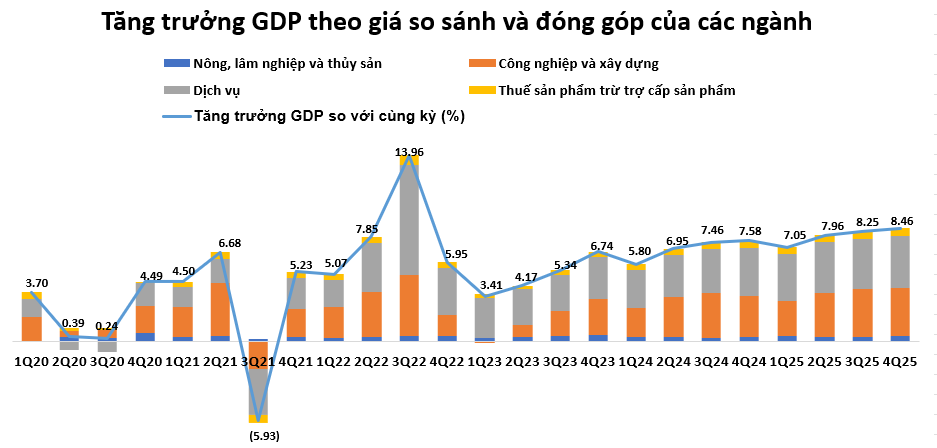 Tăng trưởng GDP theo giá so sánh và đóng góp của các ngành
Nông, lâm nghiệp và thủy sản
Công nghiệp và xây dựng
Dịch vụ
Thuế sản phẩm trừ trợ cấp sản phẩm
Tăng trưởng GDP so với cùng kỳ (%)
3.70 0.39 0.24 4.49 4.50 6.68 (5.93) 5.23 5.07 7.85 13.96 5.95 3.41 4.17 5.34 6.74 5.80 6.95 7.46 7.58 7.05 7.96 8.25 8.46
1Q20 2Q20 3Q20 4Q20 1Q21 2Q21 3Q21 4Q21 1Q22 2Q22 3Q22 4Q22 1Q23 2Q23 3Q23 4Q23 1Q24 2Q24 3Q24 4Q24 1Q25 2Q25 3Q25 4Q25